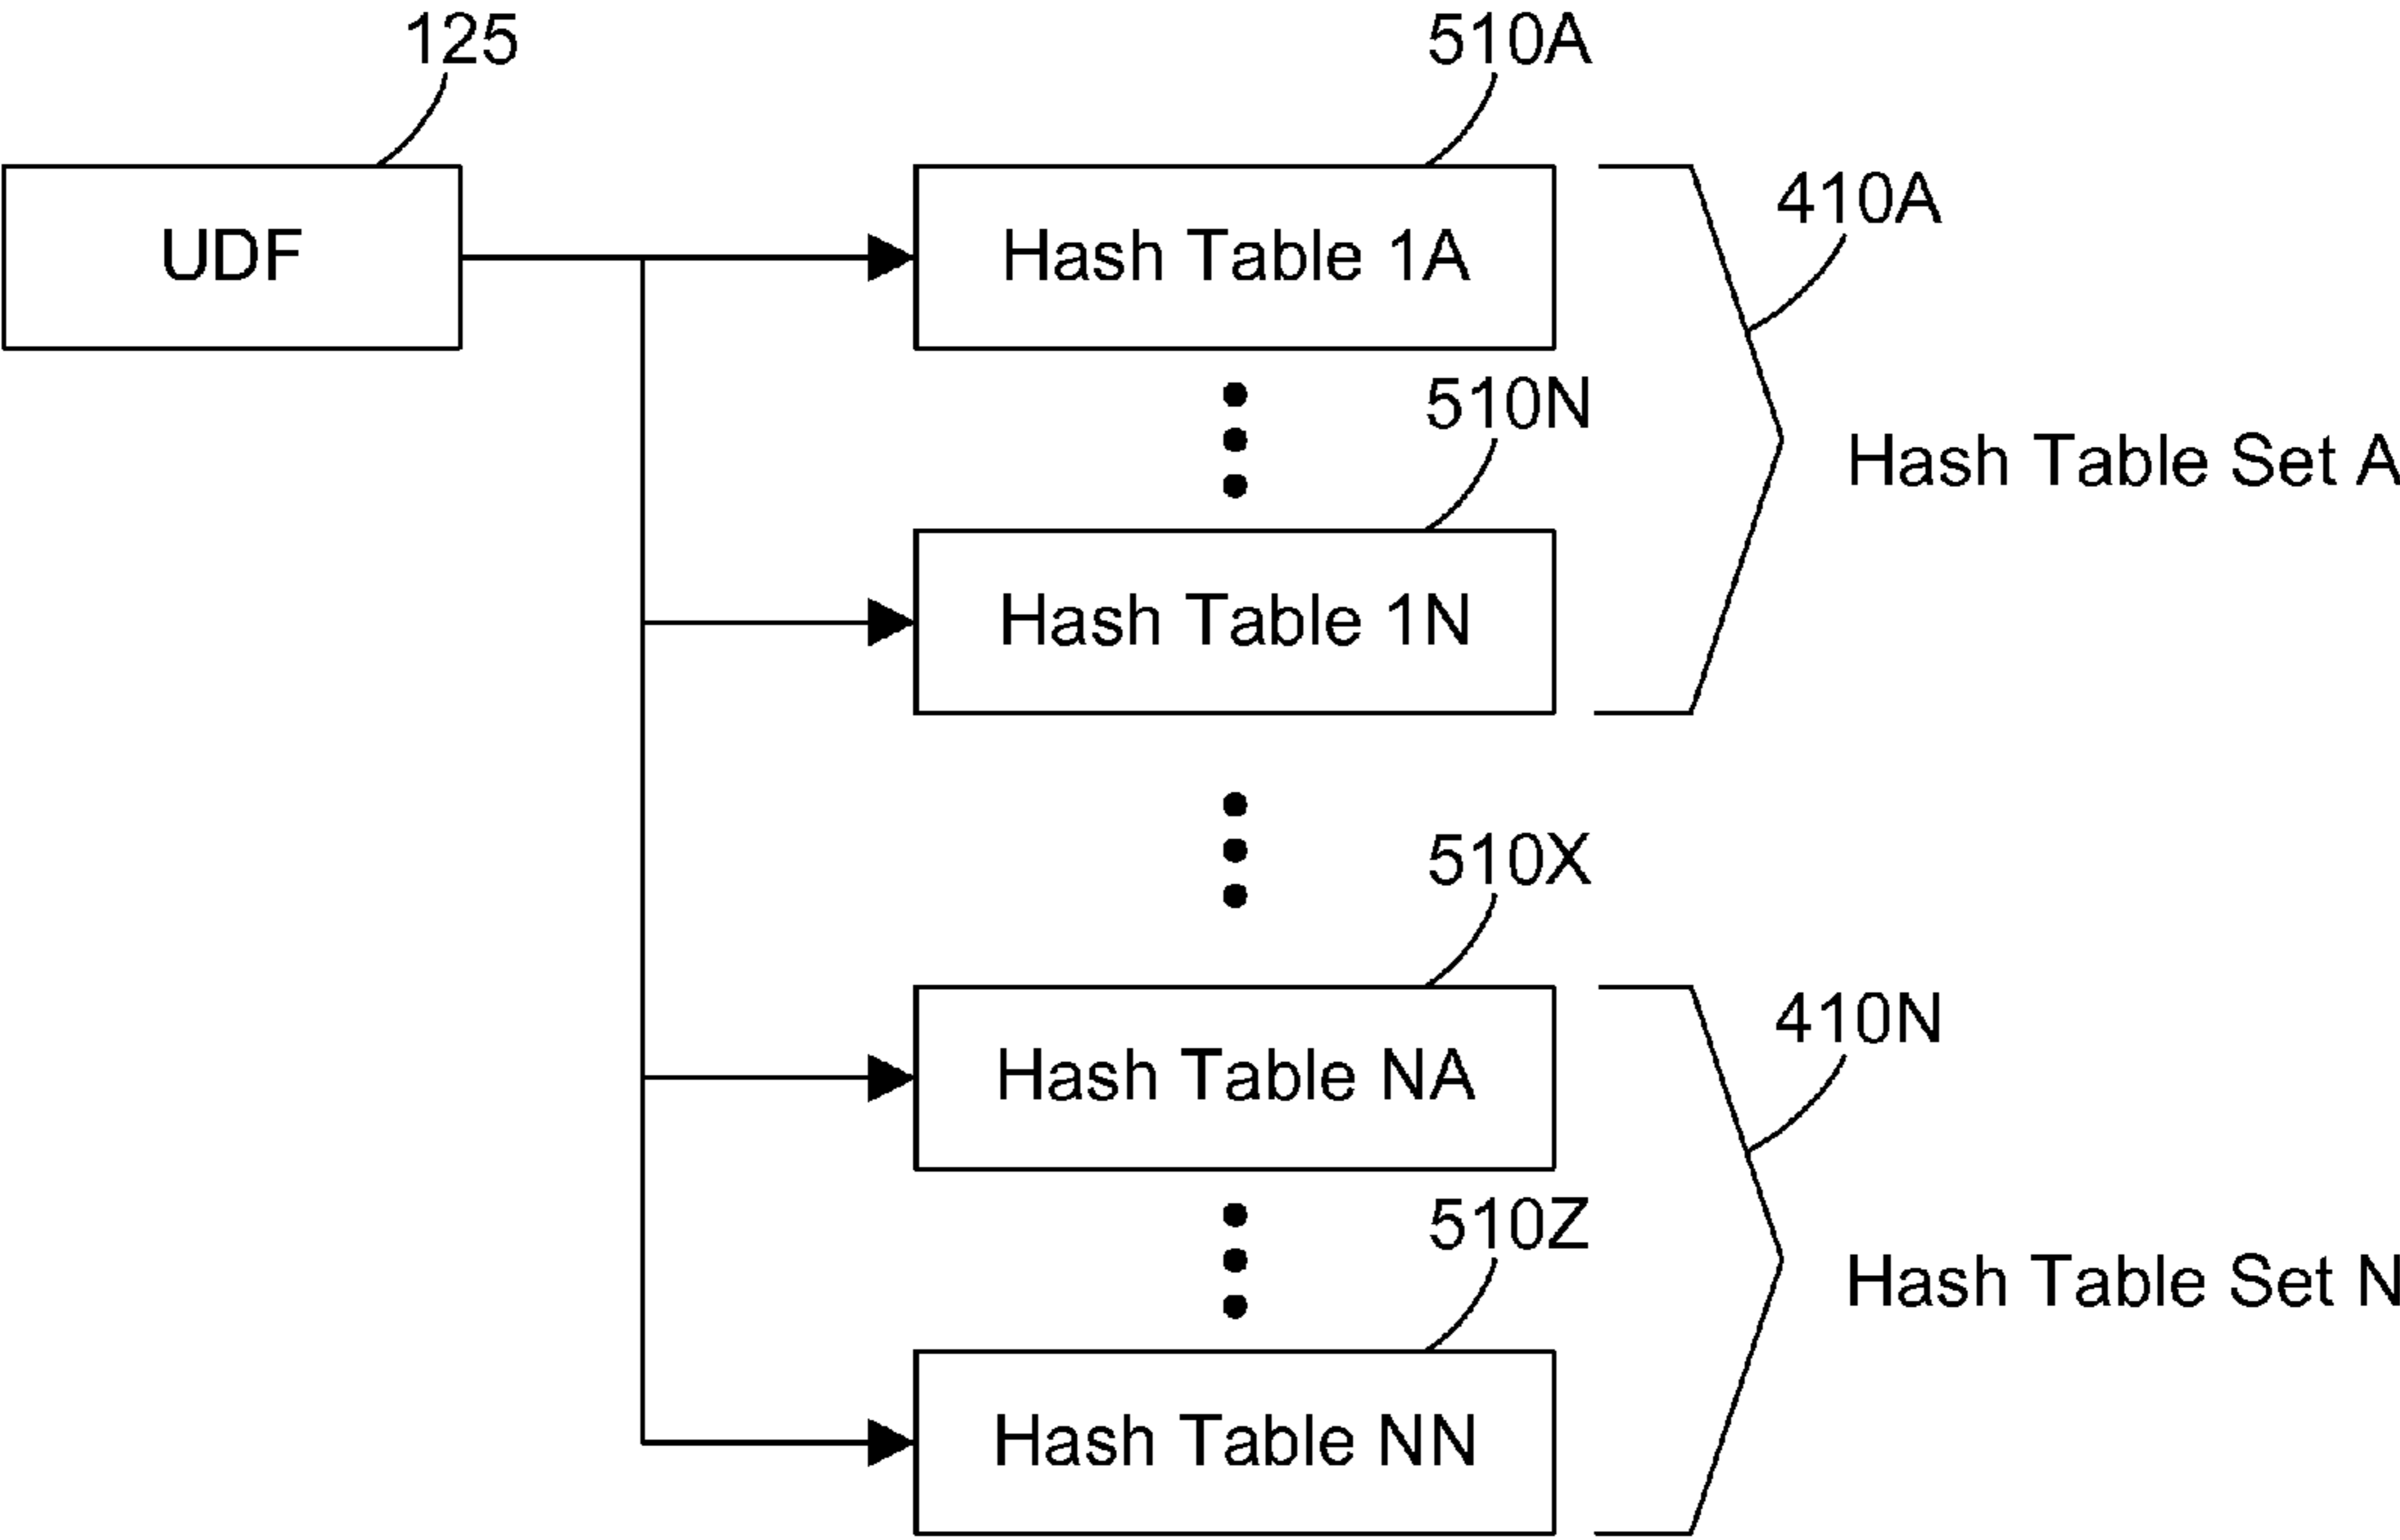 125
510A
UDF
Hash Table 1A
410A
510N
Hash Table Set A
Hash Table 1N
510X
Hash Table NA
410N
510Z
Hash Table Set N
Hash Table NN